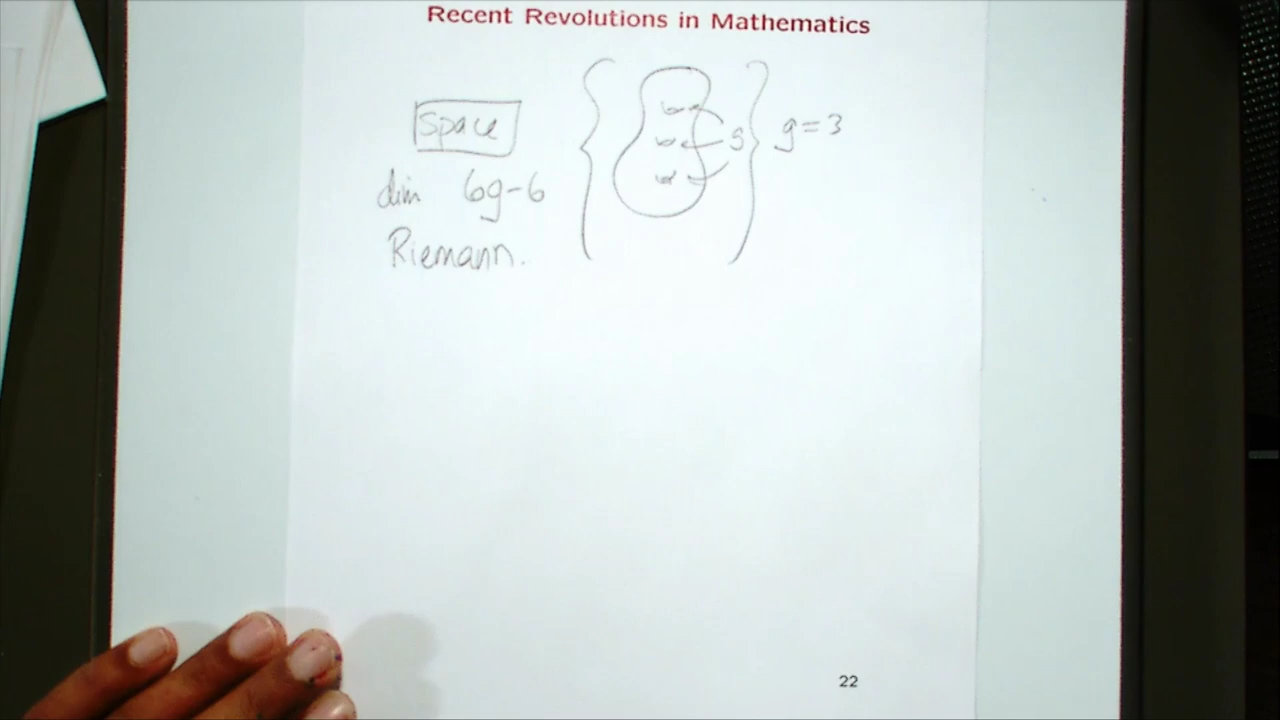 Recent Revolutions in Mathematics
Space
g
g=3
dim 6g-6
Riemann.
22